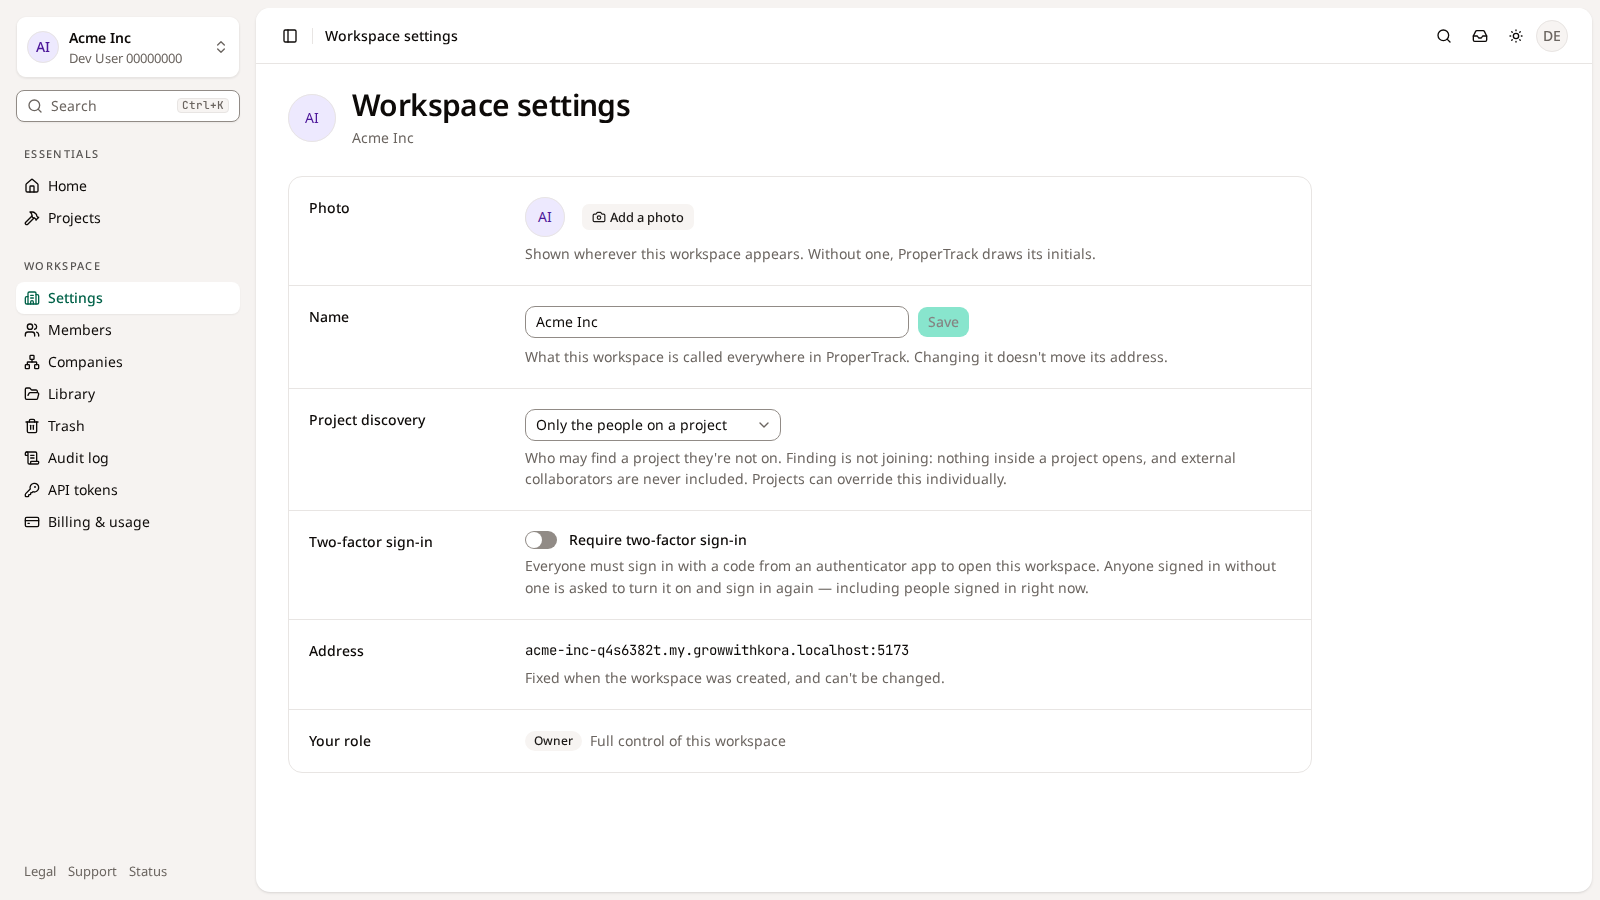 AI
Acme Inc
Dev User 00000000
Search
Ctrl+K
ESSENTIALS
Home
Projects
WORKSPACE
Settings
Members
Companies
Library
Trash
Audit log
API tokens
Billing & usage
Legal Support Status
Workspace settings
DE
AI
Workspace settings
Acme Inc
Photo
AI
Add a photo
Shown wherever this workspace appears. Without one, ProperTrack draws its initials.
Name
Acme Inc
Save
What this workspace is called everywhere in ProperTrack. Changing it doesn't move its address.
Project discovery
Only the people on a project
Who may find a project they're not on. Finding is not joining: nothing inside a project opens, and external
collaborators are never included. Projects can override this individually.
Two-factor sign-in
Require two-factor sign-in
Everyone must sign in with a code from an authenticator app to open this workspace. Anyone signed in without
one is asked to turn it on and sign in again — including people signed in right now.
Address
acme-inc-q4s6382t.my.growwithkora.localhost:5173
Fixed when the workspace was created, and can't be changed.
Your role
Owner
Full control of this workspace